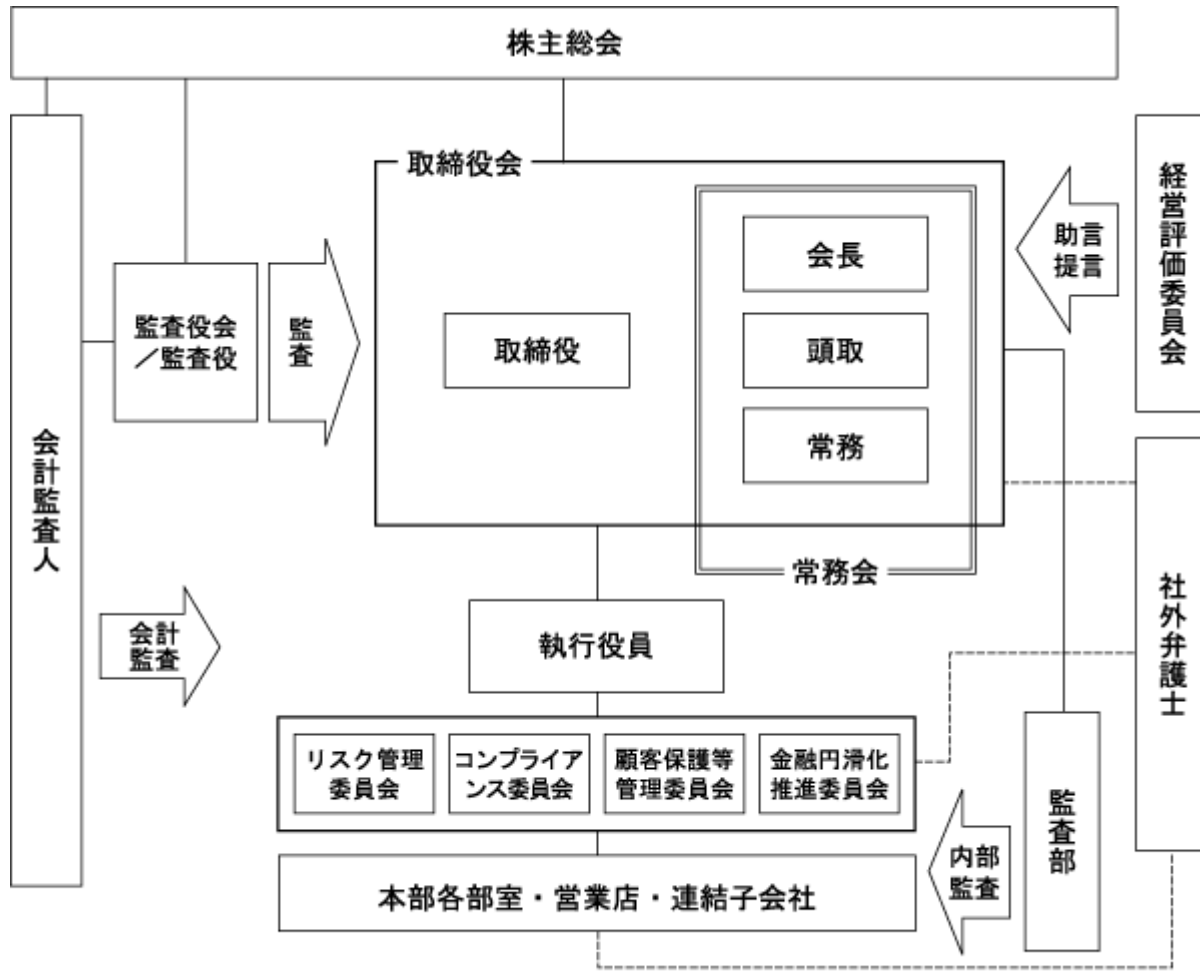 株主総会
取締役会
会長
頭取
常務
取締役
常務会
監査役会
／監査役
監査
助言
提言
経営評価委員会
会計監査人
会計
監査
執行役員
社外弁護士
リスク管理
委員会
コンプライア
ンス委員会
顧客保護等
管理委員会
金融円滑化
推進委員会
監査部
内部
監査
本部各部室・営業店・連結子会社